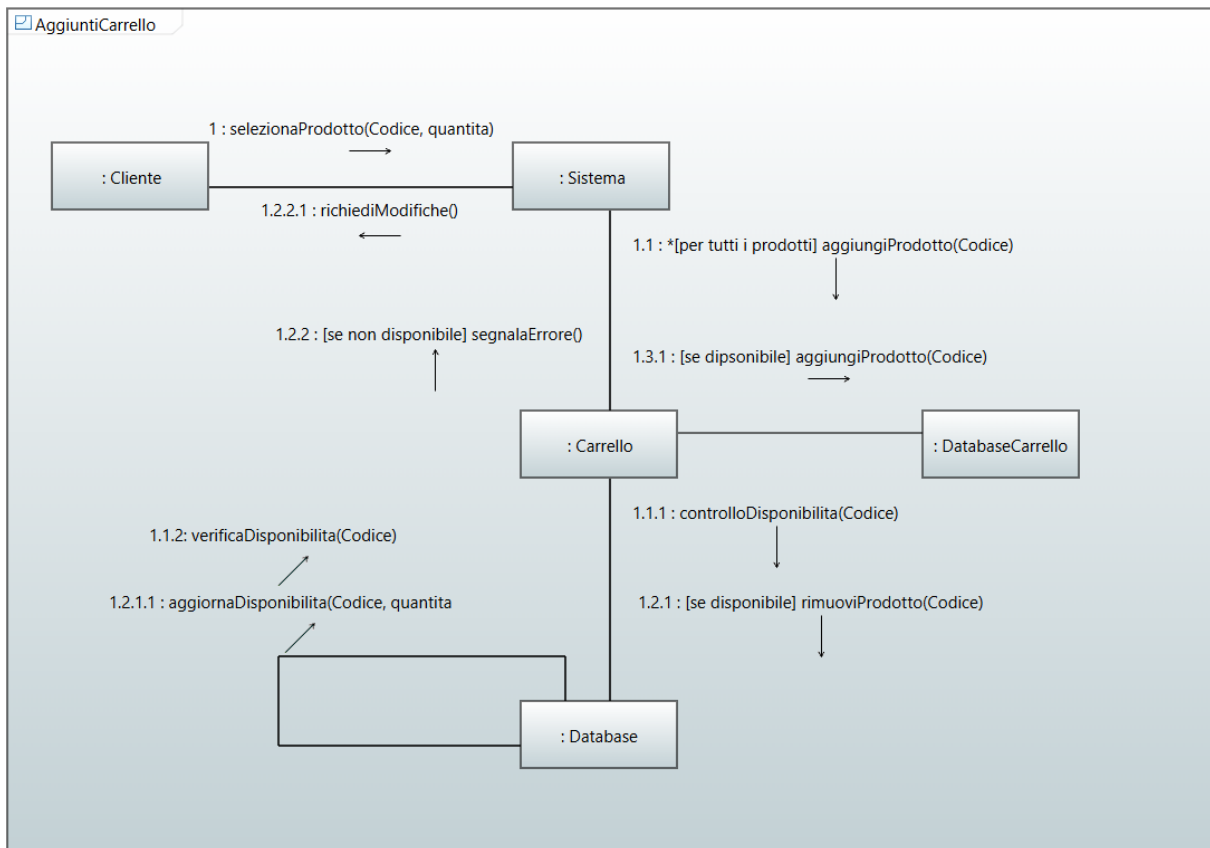 AggiuntiCarrello
1 : selezionaProdotto(Codice, quantita)
: Cliente
: Sistema
1.2.2.1 : richiediModifiche()
1.1 : *[per tutti i prodotti] aggiungiProdotto(Codice)
1.2.2 : [se non disponibile] segnalaErrore()
1.3.1 : [se dipsonibile] aggiungiProdotto(Codice)
: Carrello
: DatabaseCarrello
1.1.1 : controlloDisponibilita(Codice)
1.1.2: verificaDisponibilita(Codice)
1.2.1.1 : aggiornaDisponibilita(Codice, quantita
1.2.1 : [se disponibile] rimuoviProdotto(Codice)
: Database